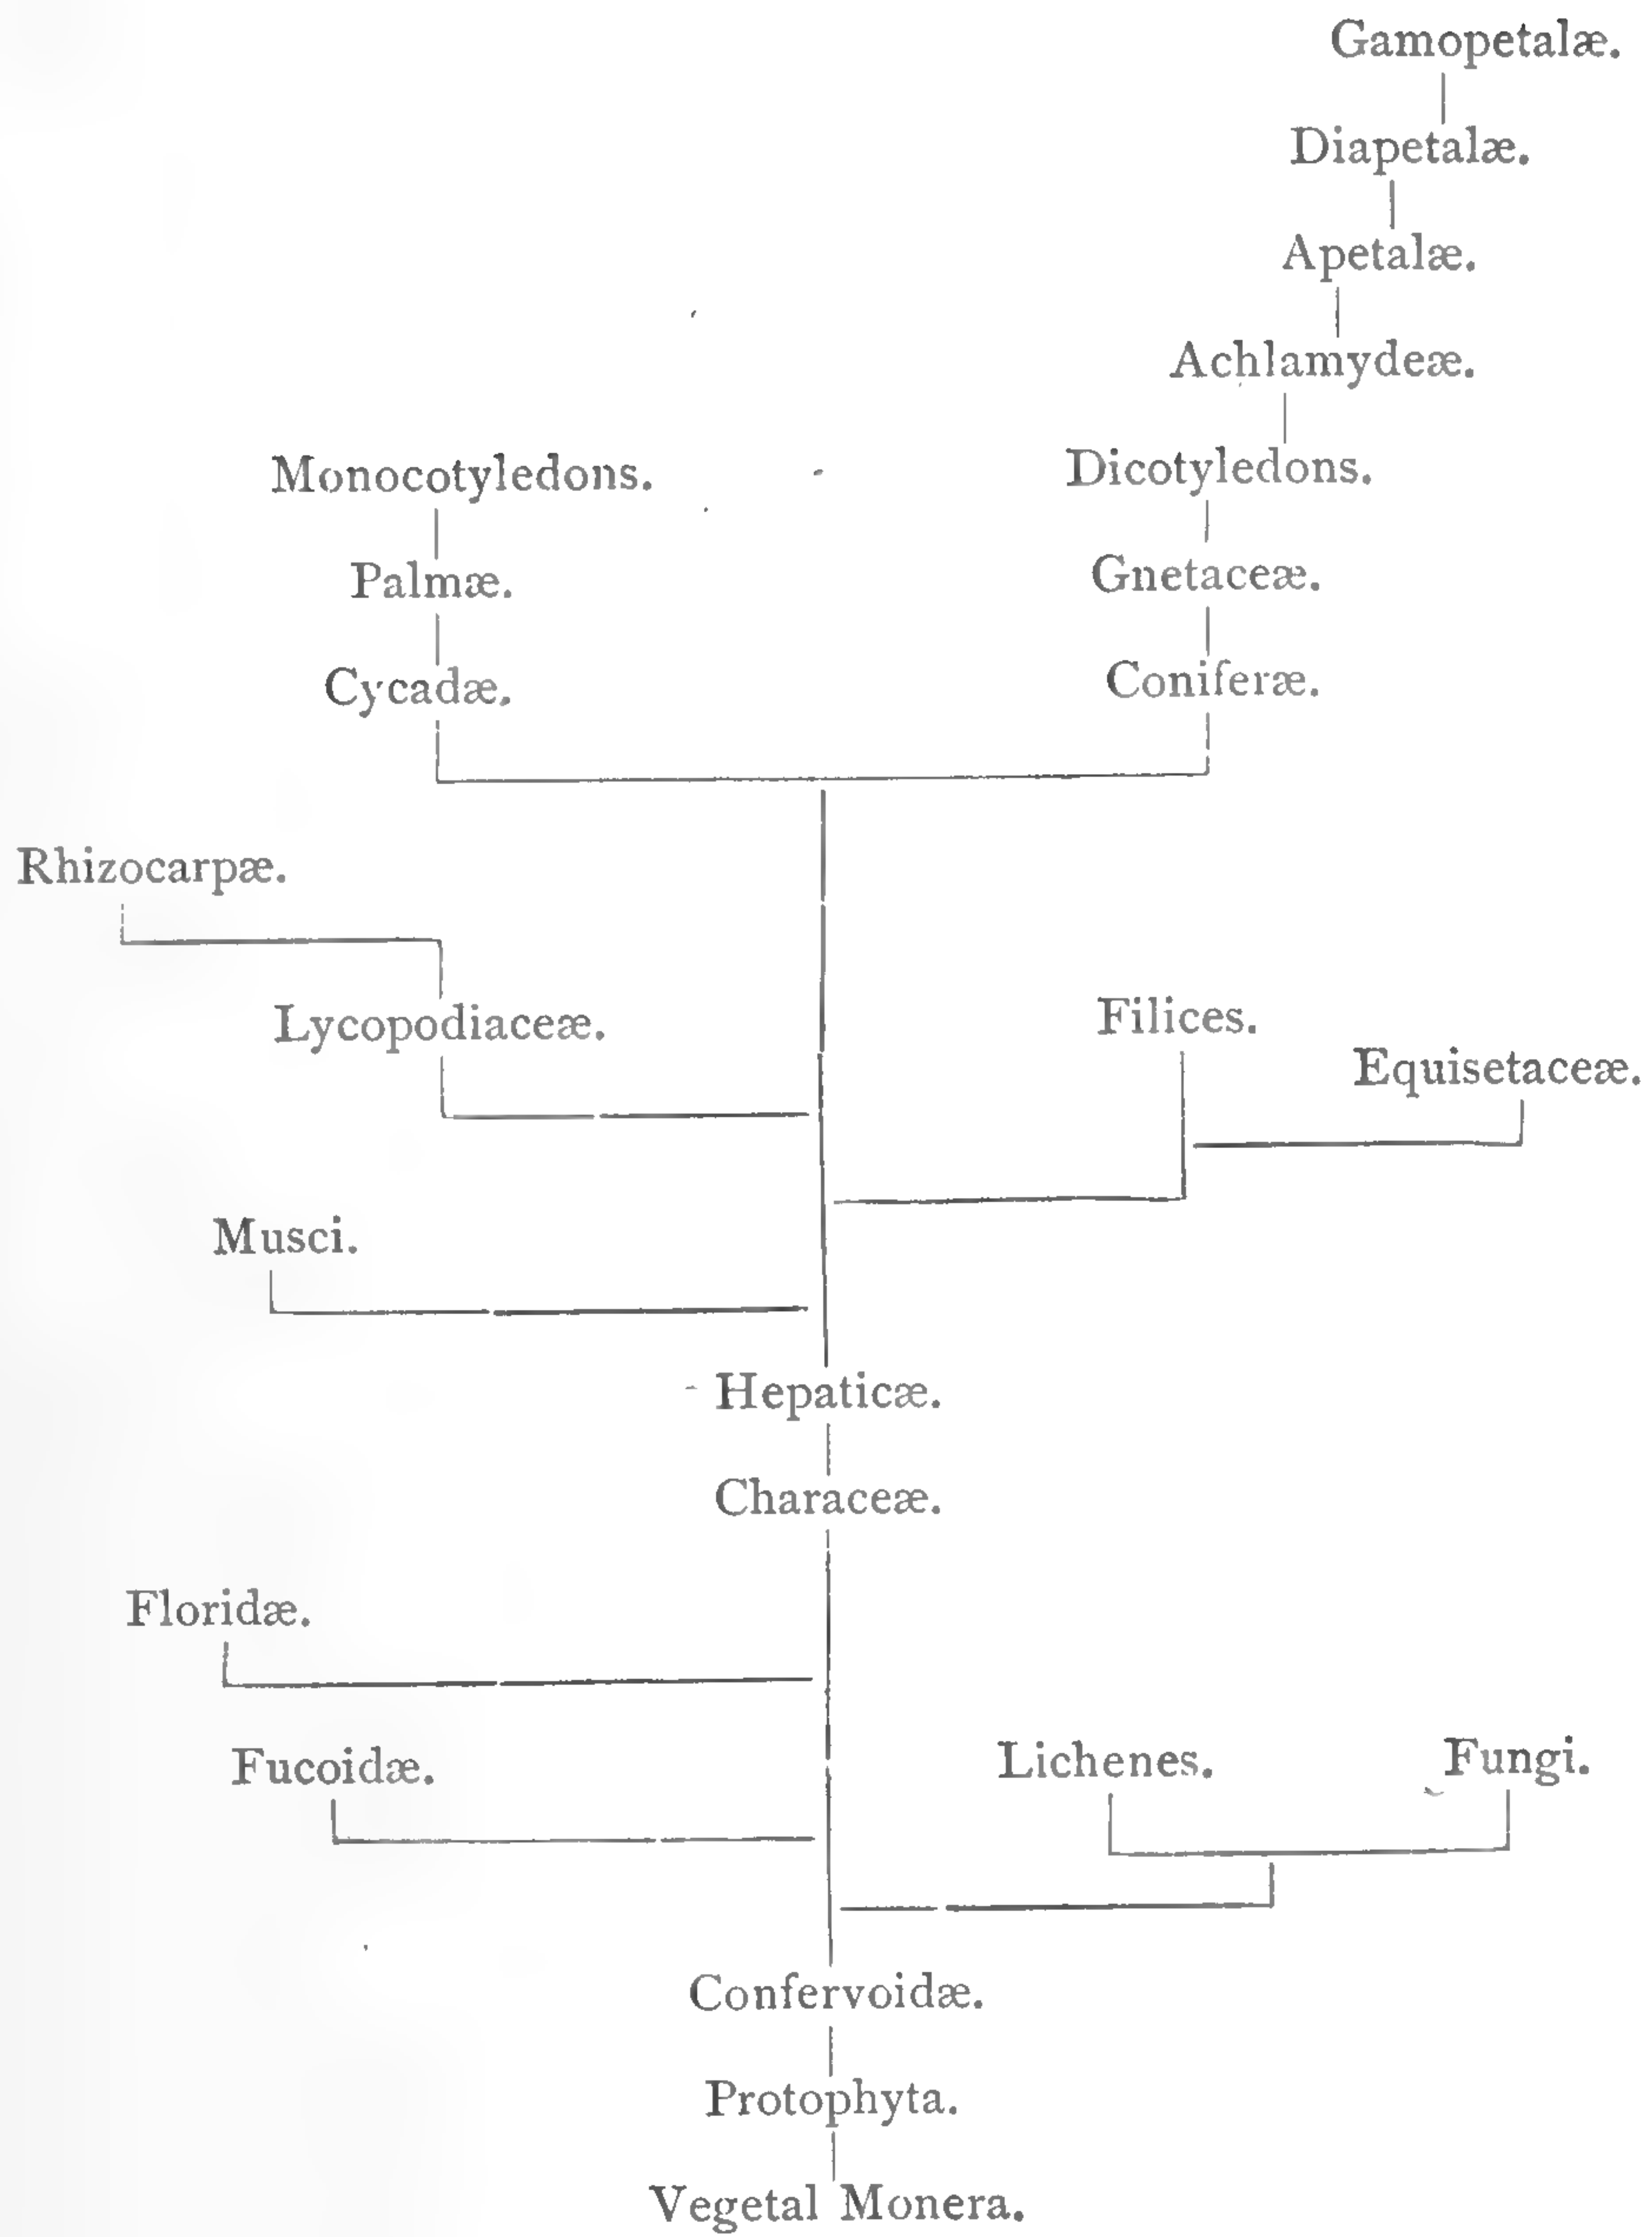 Gamopetalæ.
Diapetalæ.
Apetalæ.
Achlamydeæ.
Monocotyledons.
Dicotyledons.
Palmæ.
Gnetaceæ.
Cycadæ.
Coniferæ.
Rhizocarpæ.
Lycopodiaceæ.
Filices.
Equisetaceæ.
Musci.
Hepaticæ.
Characeæ.
Floridæ.
Fucoidæ.
Lichenes.
Fungi.
Confervoidæ.
Protophyta.
Vegetal Monera.